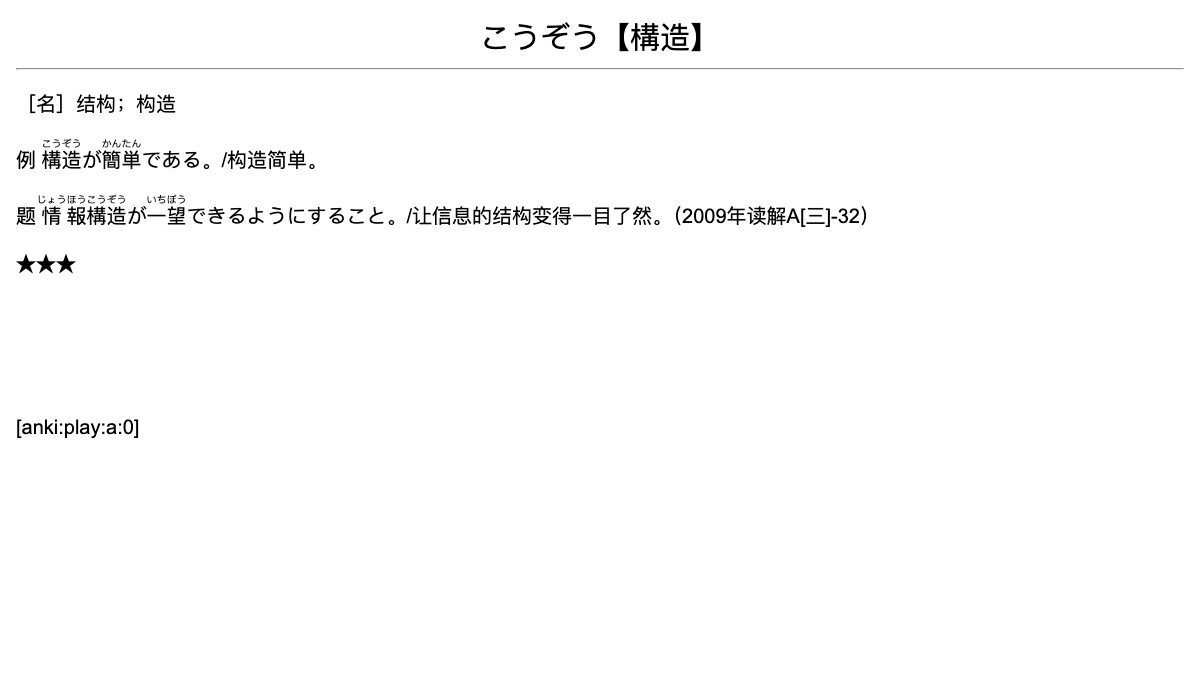 こうぞう【構造】
［名］结构；构造
こうぞう かんたん
例 構造が簡単である。/构造简单。
じょうほうこうぞう いちぼう
题 情報構造が一望できるようにすること。/让信息的结构变得一目了然。（2009年读解A[三]-32）
★★★
[anki:play:a:0]